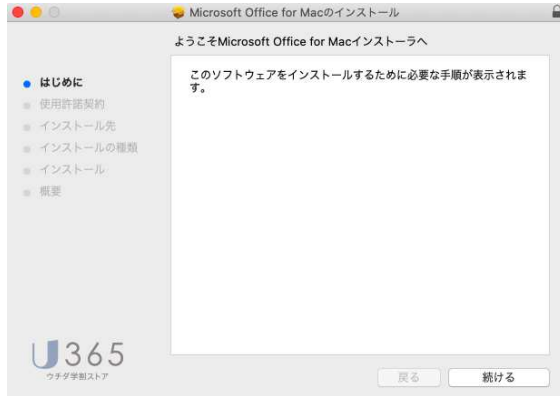 Microsoft Office for Macのインストール
ようこそMicrosoft Office for Macインストーラへ
はじめに
使用許諾契約
インストール先
インストールの種類
インストール
概要
このソフトウェアをインストールするために必要な手順が表示されま
す。
U365
ウチダ学割ストア
戻る
続ける